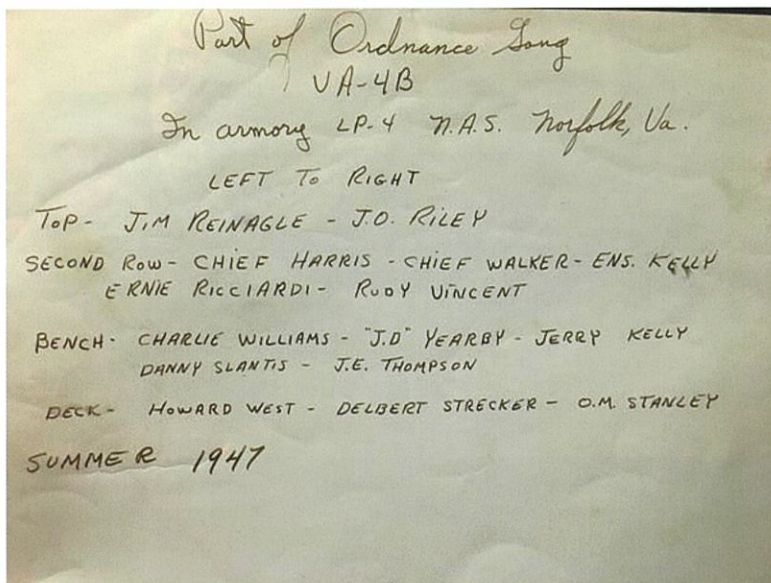 Part of Ordnance Gang
VA-4B
In armory LP-4 N.A.S. Norfolk, Va.
LEFT TO RIGHT
TOP- JIM REINAGLE - J.O. RILEY
SECOND ROW- CHIEF HARRIS - CHIEF WALKER- ENS. KELLY
ERNIE RICCIARDI- RUDY VINCENT
BENCH- CHARLIE WILLIAMS - "J.D" YEARBY - JERRY KELLY
DANNY SLANTIS - J.E. THOMPSON
DECK- HOWARD WEST - DELBERT STRECKER - O.M. STANLEY
SUMMER 1947